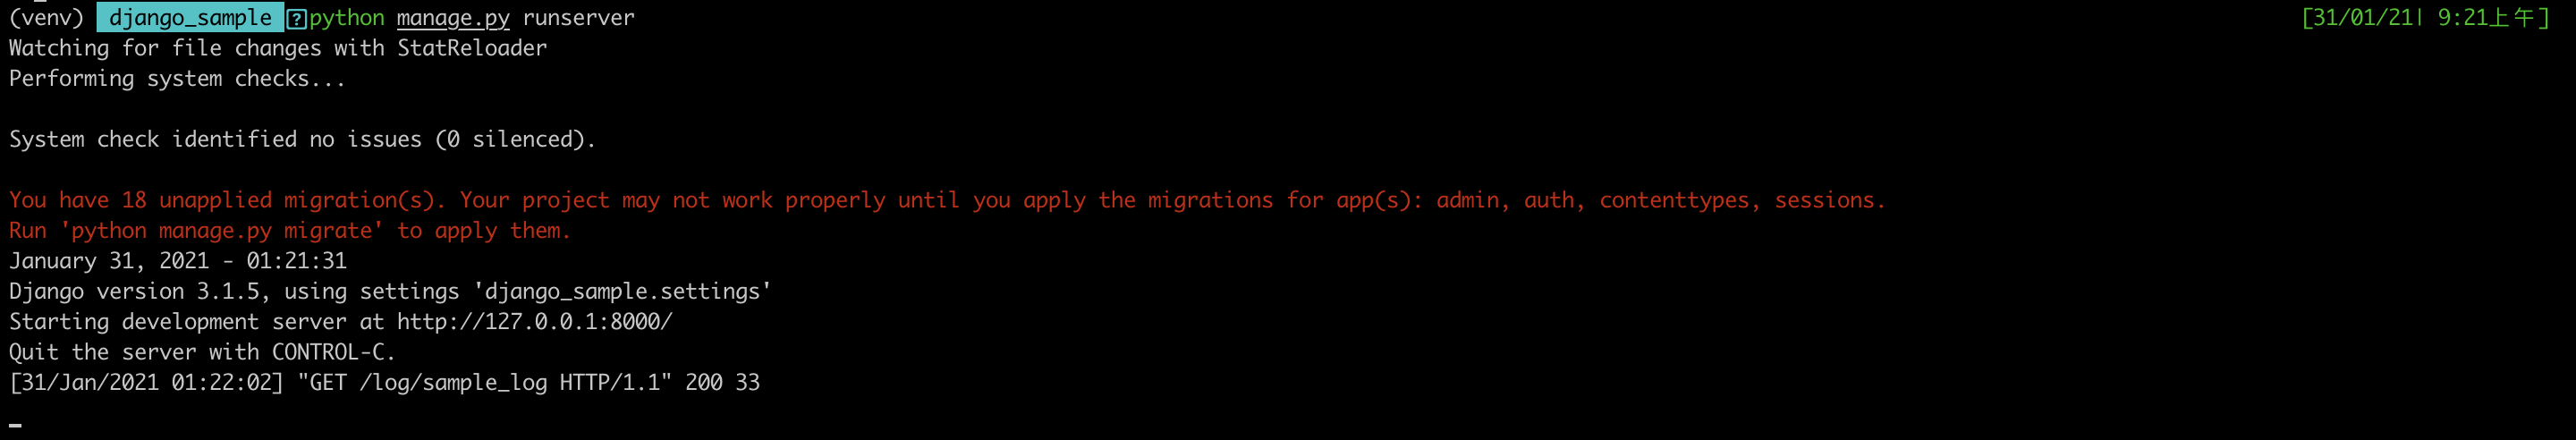 (venv) django_sample ?python manage.py runserver [31/01/21| 9:21上午]
Watching for file changes with StatReloader
Performing system checks...
System check identified no issues (0 silenced).
You have 18 unapplied migration(s). Your project may not work properly until you apply the migrations for app(s): admin, auth, contenttypes, sessions.
Run 'python manage.py migrate' to apply them.
January 31, 2021 - 01:21:31
Django version 3.1.5, using settings 'django_sample.settings'
Starting development server at http://127.0.0.1:8000/
Quit the server with CONTROL-C.
[31/Jan/2021 01:22:02] "GET /log/sample_log HTTP/1.1" 200 33